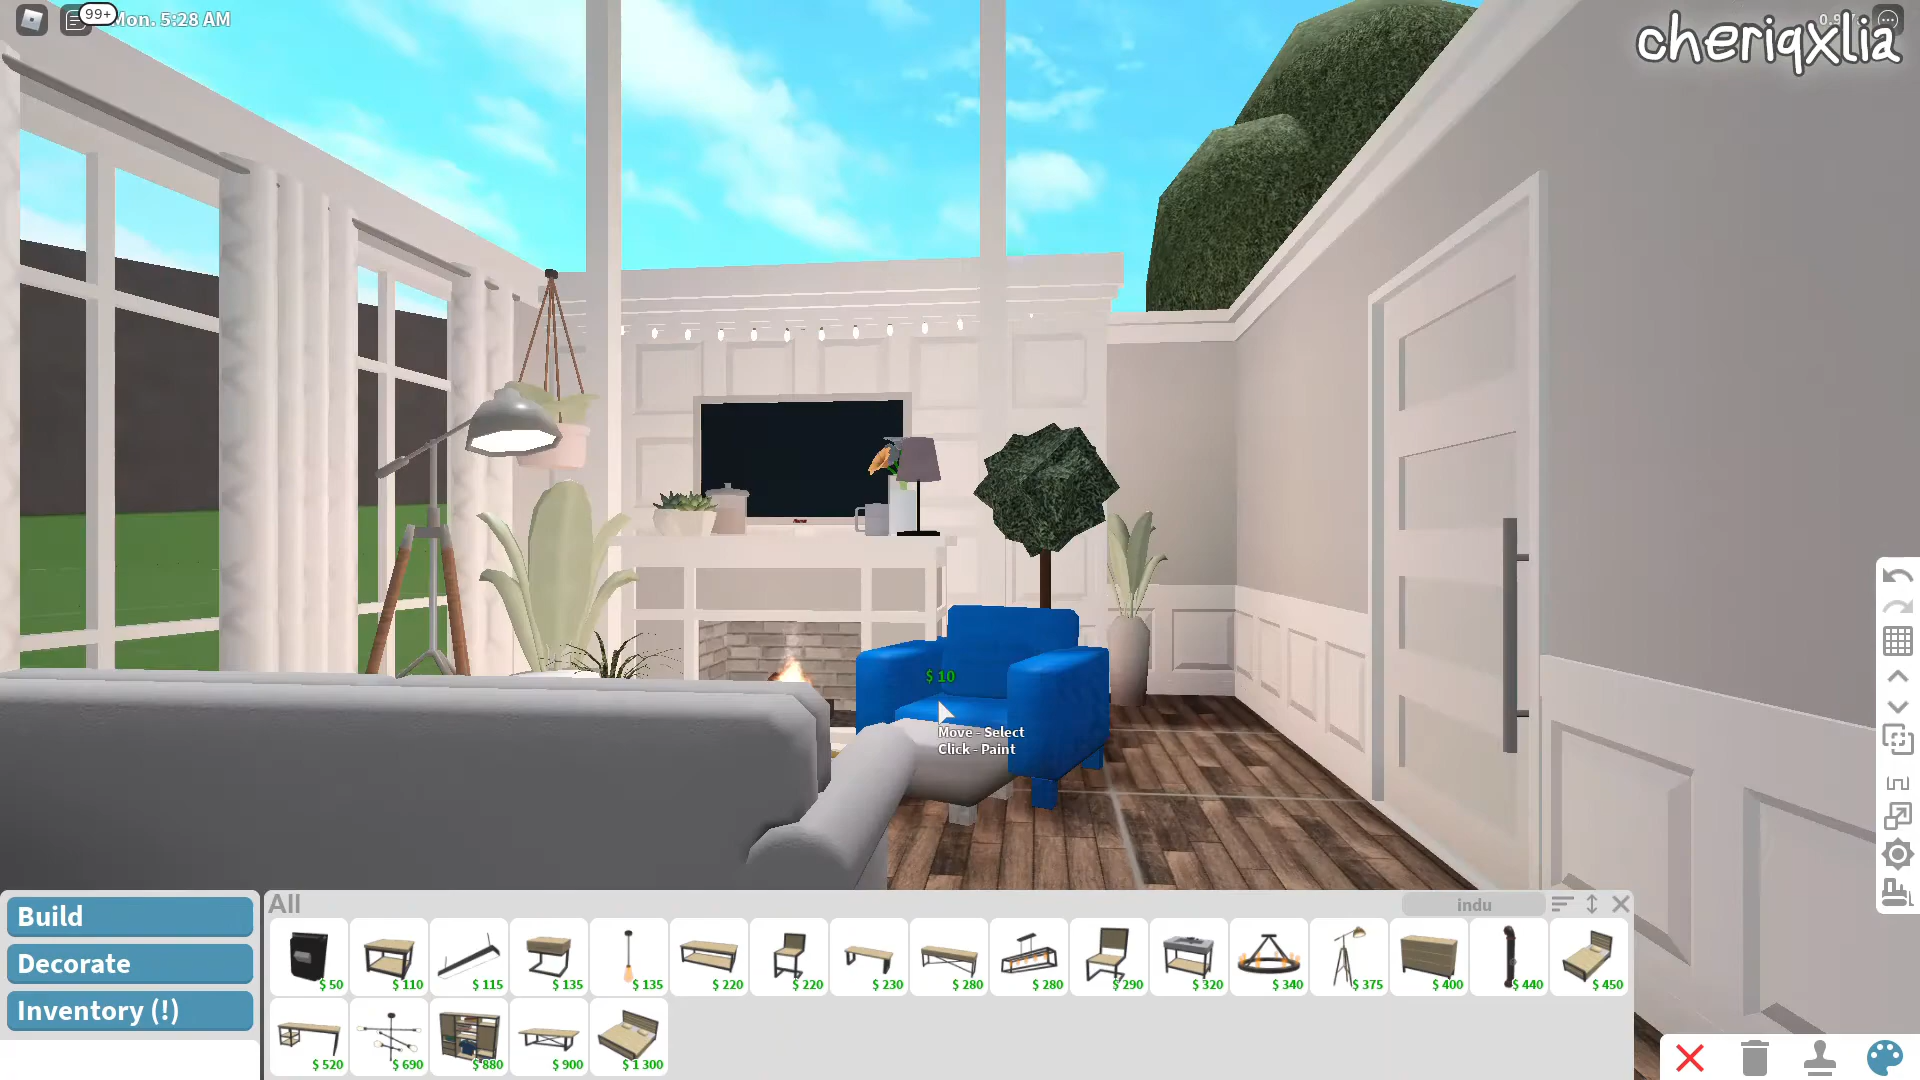 99+
Mon. 5:28 AM
cheriqxlia
$ 10
Move - Select
Click - Paint
Build
Decorate
Inventory (!)
All
indu
$ 50
$ 110
$ 115
$ 135
$ 135
$ 220
$ 220
$ 230
$ 280
$ 280
$ 290
$ 320
$ 340
$ 375
$ 400
$ 440
$ 450
$ 520
$ 690
$ 880
$ 900
$ 1 300